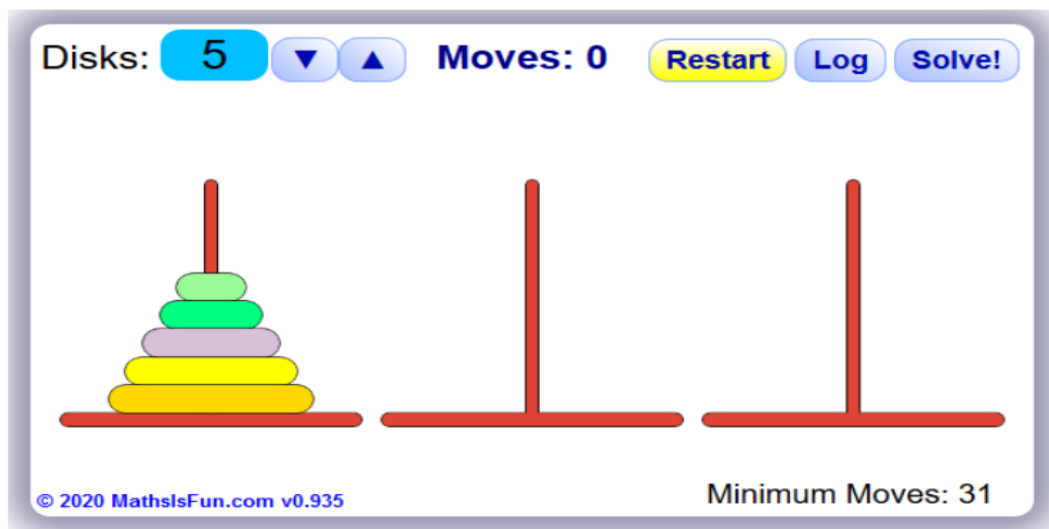 Disks: 5 ▼ ▲ Moves: 0 Restart Log Solve!
© 2020 MathsIsFun.com v0.935 Minimum Moves: 31